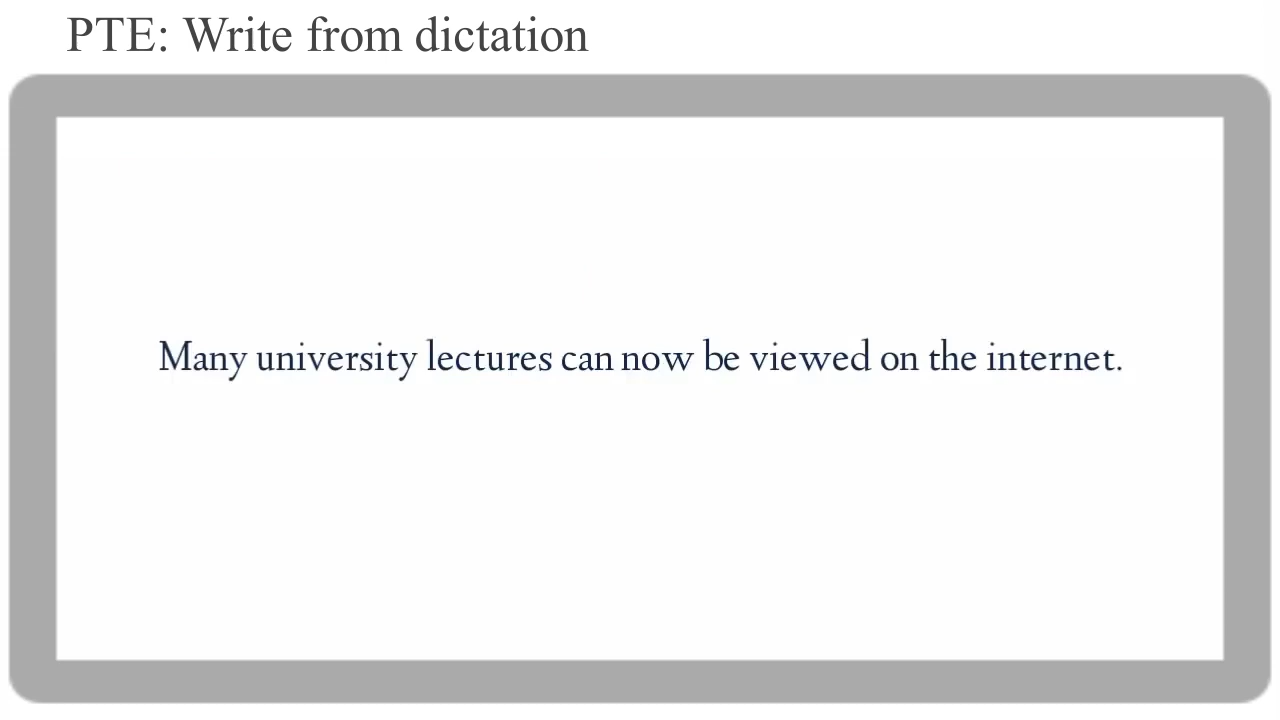 PTE: Write from dictation
Many university lectures can now be viewed on the internet.